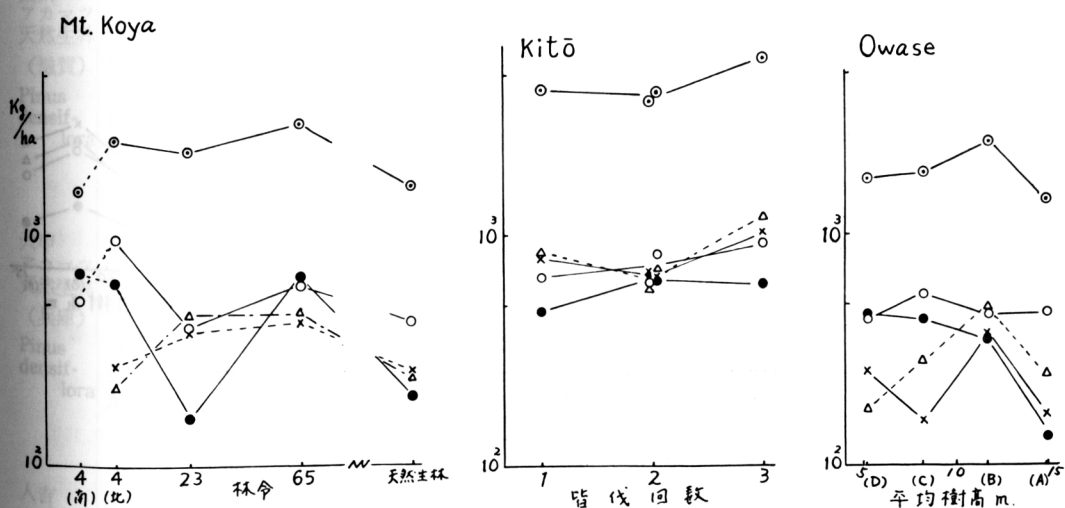 Mt. Koya
Kitō
Owase
Kg/ha
10³
10²
4 4 23 65 天然生林
(南) (北) 林令
10³
10²
1 2 3
皆伐回数
10³
10²
5 10 15
(D) (C) (B) (A)
平均樹高 m.